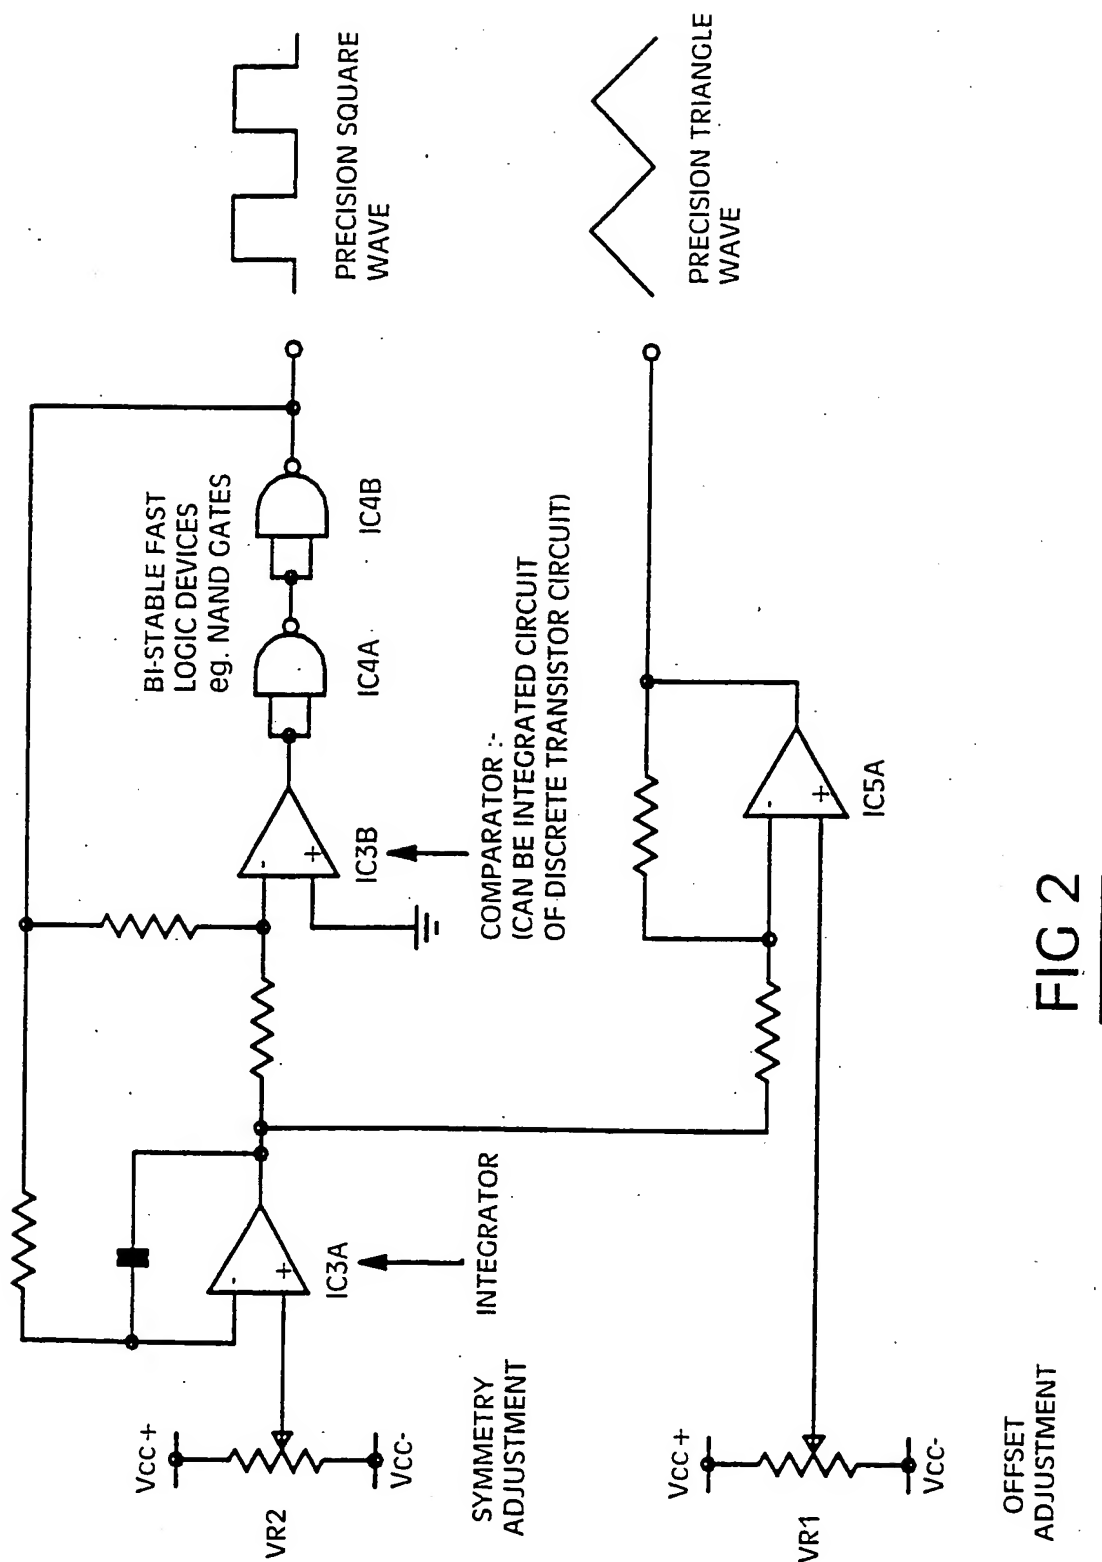 PRECISION SQUARE
WAVE
PRECISION TRIANGLE
WAVE
BI-STABLE FAST
LOGIC DEVICES
eg. NAND GATES
IC4A
IC4B
-
+
IC3B
COMPARATOR :-
(CAN BE INTEGRATED CIRCUIT
OF DISCRETE TRANSISTOR CIRCUIT)
-
+
IC3A
INTEGRATOR
-
+
IC5A
Vcc+
VR2
Vcc-
SYMMETRY
ADJUSTMENT
Vcc+
VR1
Vcc-
OFFSET
ADJUSTMENT
FIG 2